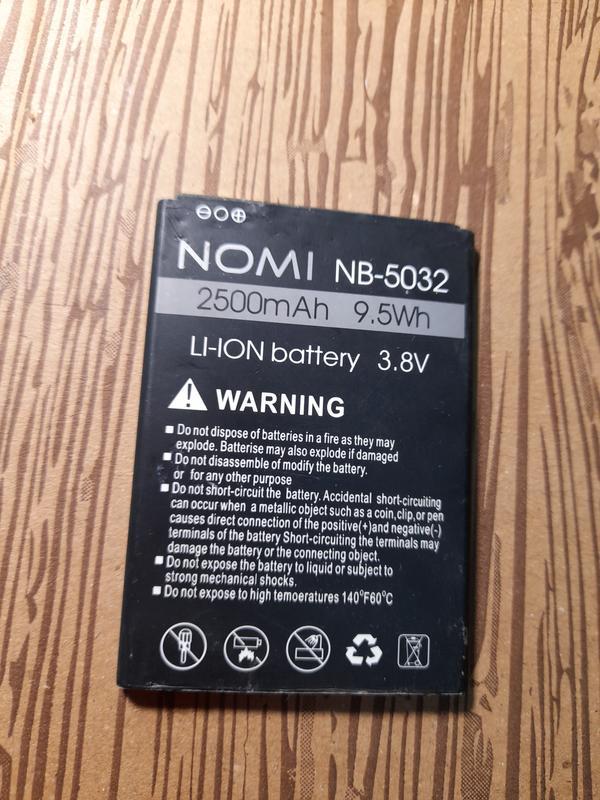 ⊖○⊕
NOMI NB-5032
2500mAh 9.5Wh
LI-ION battery 3.8V
WARNING
Do not dispose of batteries in a fire as they may
explode. Batterise may also explode if damaged
Do not disassemble of modify the battery.
or for any other purpose
Do not short-circuit the battery. Accidental short-circuiting
can occur when a metallic object such as a coin,clip,or pen
causes direct connection of the positive(+)and negative(-)
terminals of the battery Short-circuiting the terminals may
damage the battery or the connecting object.
Do not expose the battery to liquid or subject to
strong mechanical shocks.
Do not expose to high temoeratures 140°F60°C